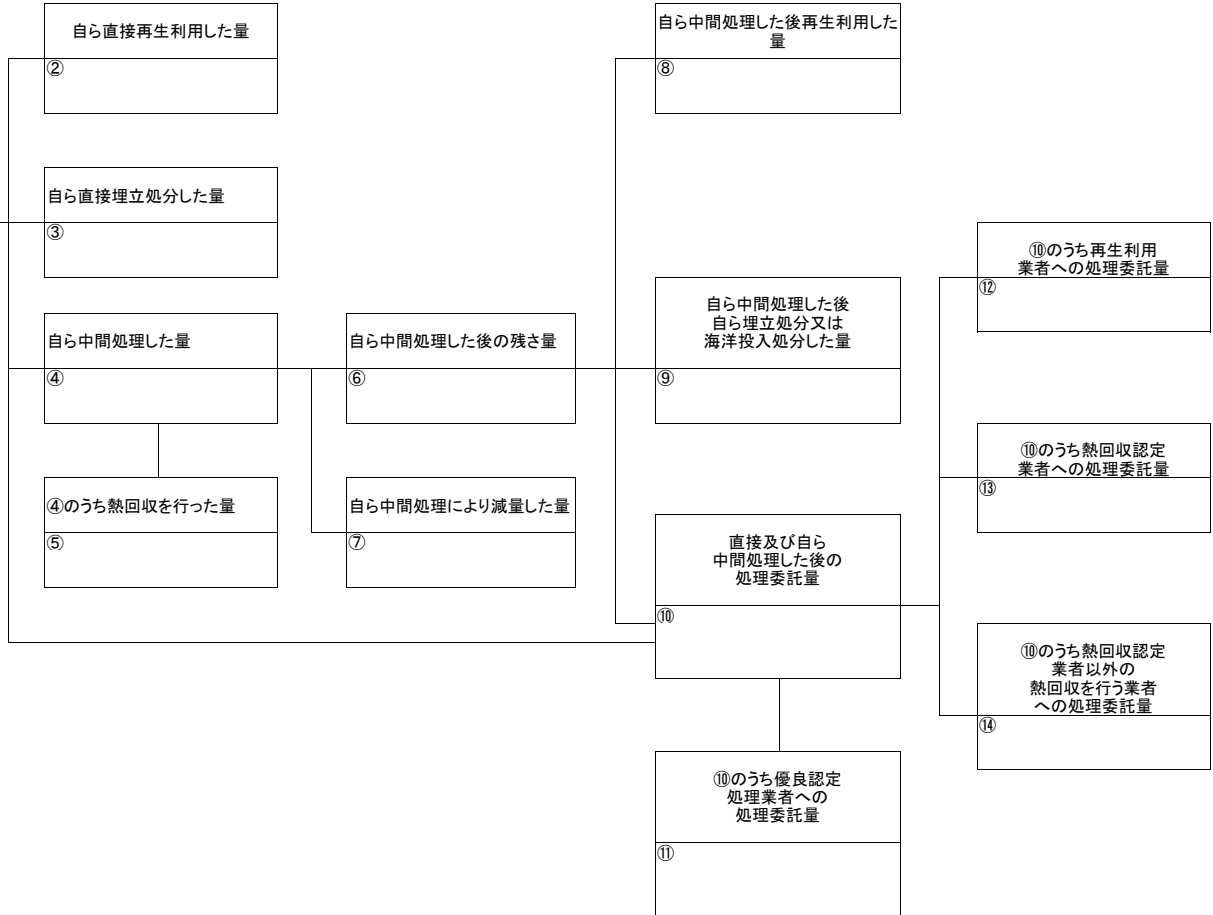 自ら直接再生利用した量
②
自ら直接埋立処分した量
③
自ら中間処理した量
④
④のうち熱回収を行った量
⑤
自ら中間処理した後の残さ量
⑥
自ら中間処理により減量した量
⑦
自ら中間処理した後再生利用した
量
⑧
自ら中間処理した後
自ら埋立処分又は
海洋投入処分した量
⑨
直接及び自ら
中間処理した後の
処理委託量
⑩
⑩のうち優良認定
処理業者への
処理委託量
⑪
⑩のうち再生利用
業者への処理委託量
⑫
⑩のうち熱回収認定
業者への処理委託量
⑬
⑩のうち熱回収認定
業者以外の
熱回収を行う業者
への処理委託量
⑭